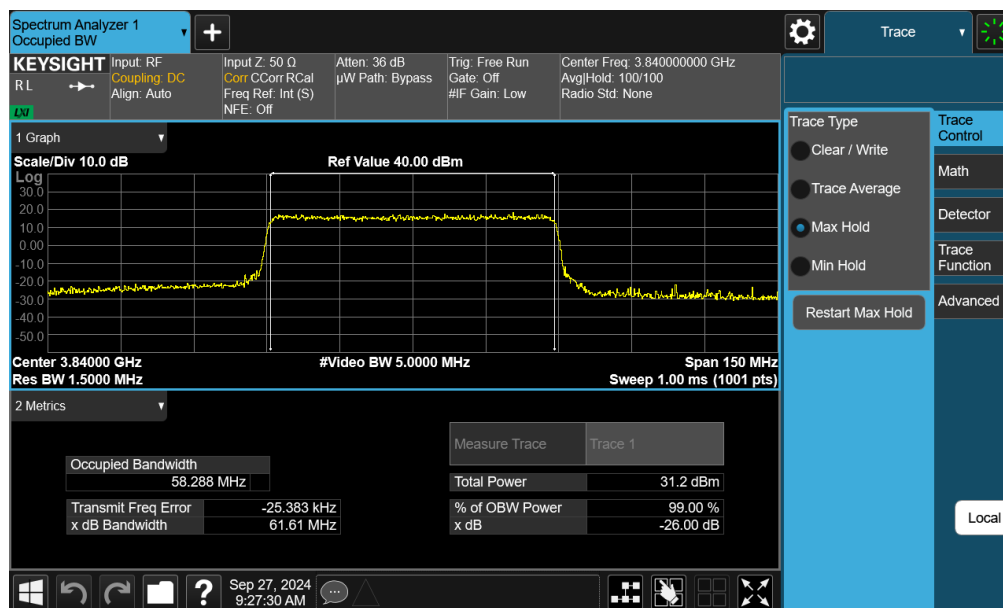 Spectrum Analyzer 1
Occupied BW
Trace
KEYSIGHT
R L
LXI
Input: RF
Coupling: DC
Align: Auto
Input Z: 50 Ω
Corr CCorr RCal
Freq Ref: Int (S)
NFE: Off
Atten: 36 dB
µW Path: Bypass
Trig: Free Run
Gate: Off
#IF Gain: Low
Center Freq: 3.840000000 GHz
Avg|Hold: 100/100
Radio Std: None
1 Graph
Scale/Div 10.0 dB
Ref Value 40.00 dBm
Log
30.0
20.0
10.0
0.00
-10.0
-20.0
-30.0
-40.0
-50.0
Center 3.84000 GHz
#Video BW 5.0000 MHz
Span 150 MHz
Res BW 1.5000 MHz
Sweep 1.00 ms (1001 pts)
2 Metrics
Measure Trace
Trace 1
Occupied Bandwidth
58.288 MHz
Total Power
31.2 dBm
Transmit Freq Error
-25.383 kHz
% of OBW Power
99.00 %
x dB Bandwidth
61.61 MHz
x dB
-26.00 dB
Trace Type
Clear / Write
Trace Average
Max Hold
Min Hold
Restart Max Hold
Trace
Control
Math
Detector
Trace
Function
Advanced
Local
?
Sep 27, 2024
9:27:30 AM